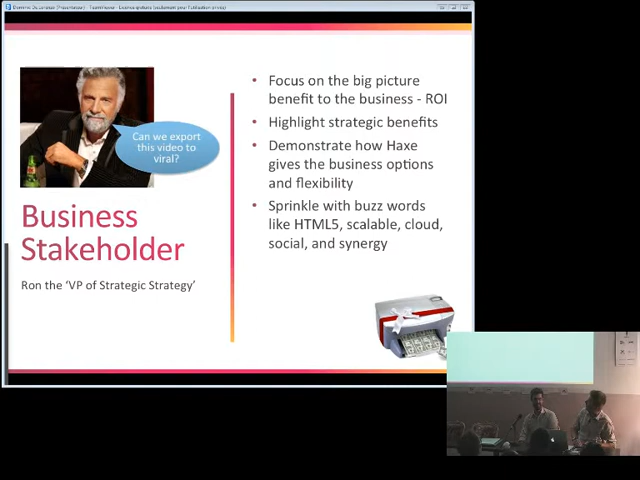 Can we export
this video to
viral?
Business
Stakeholder
Ron the ‘VP of Strategic Strategy’
• Focus on the big picture
benefit to the business - ROI
• Highlight strategic benefits
• Demonstrate how Haxe
gives the business options
and flexibility
• Sprinkle with buzz words
like HTML5, scalable, cloud,
social, and synergy